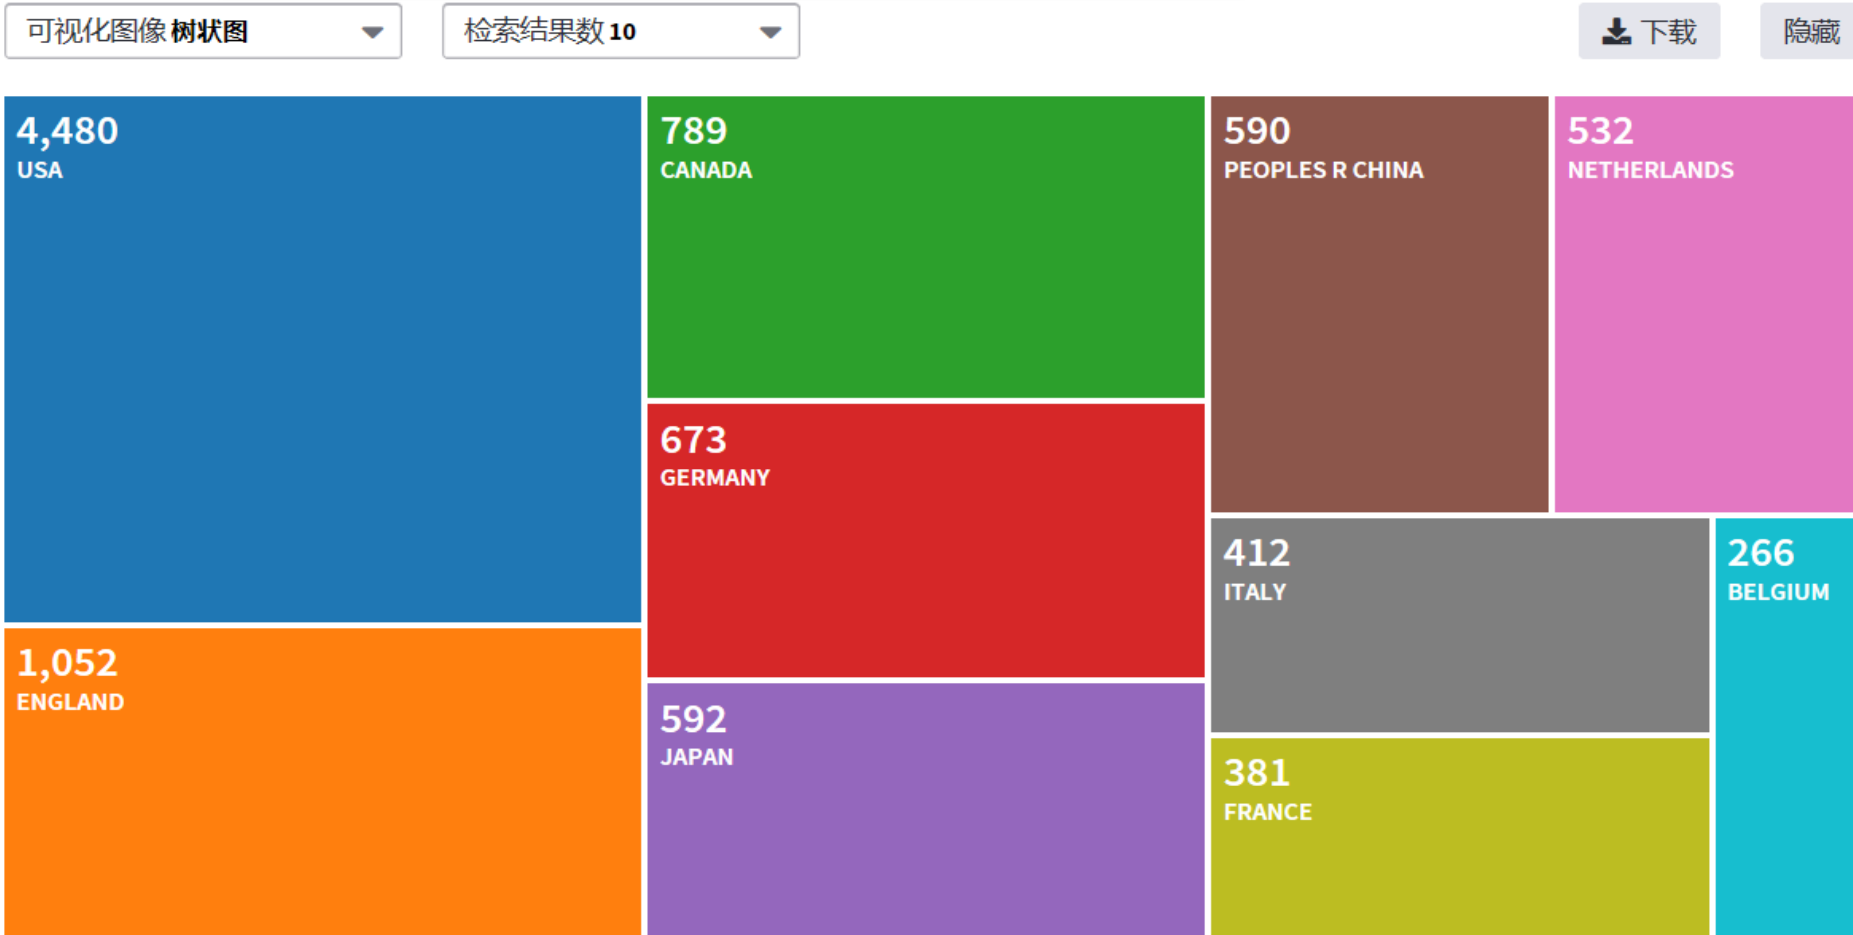 可视化图像 树状图
检索结果数 10
下载
隐藏
4,480
USA
789
CANADA
590
PEOPLES R CHINA
532
NETHERLANDS
673
GERMANY
412
ITALY
266
BELGIUM
1,052
ENGLAND
592
JAPAN
381
FRANCE